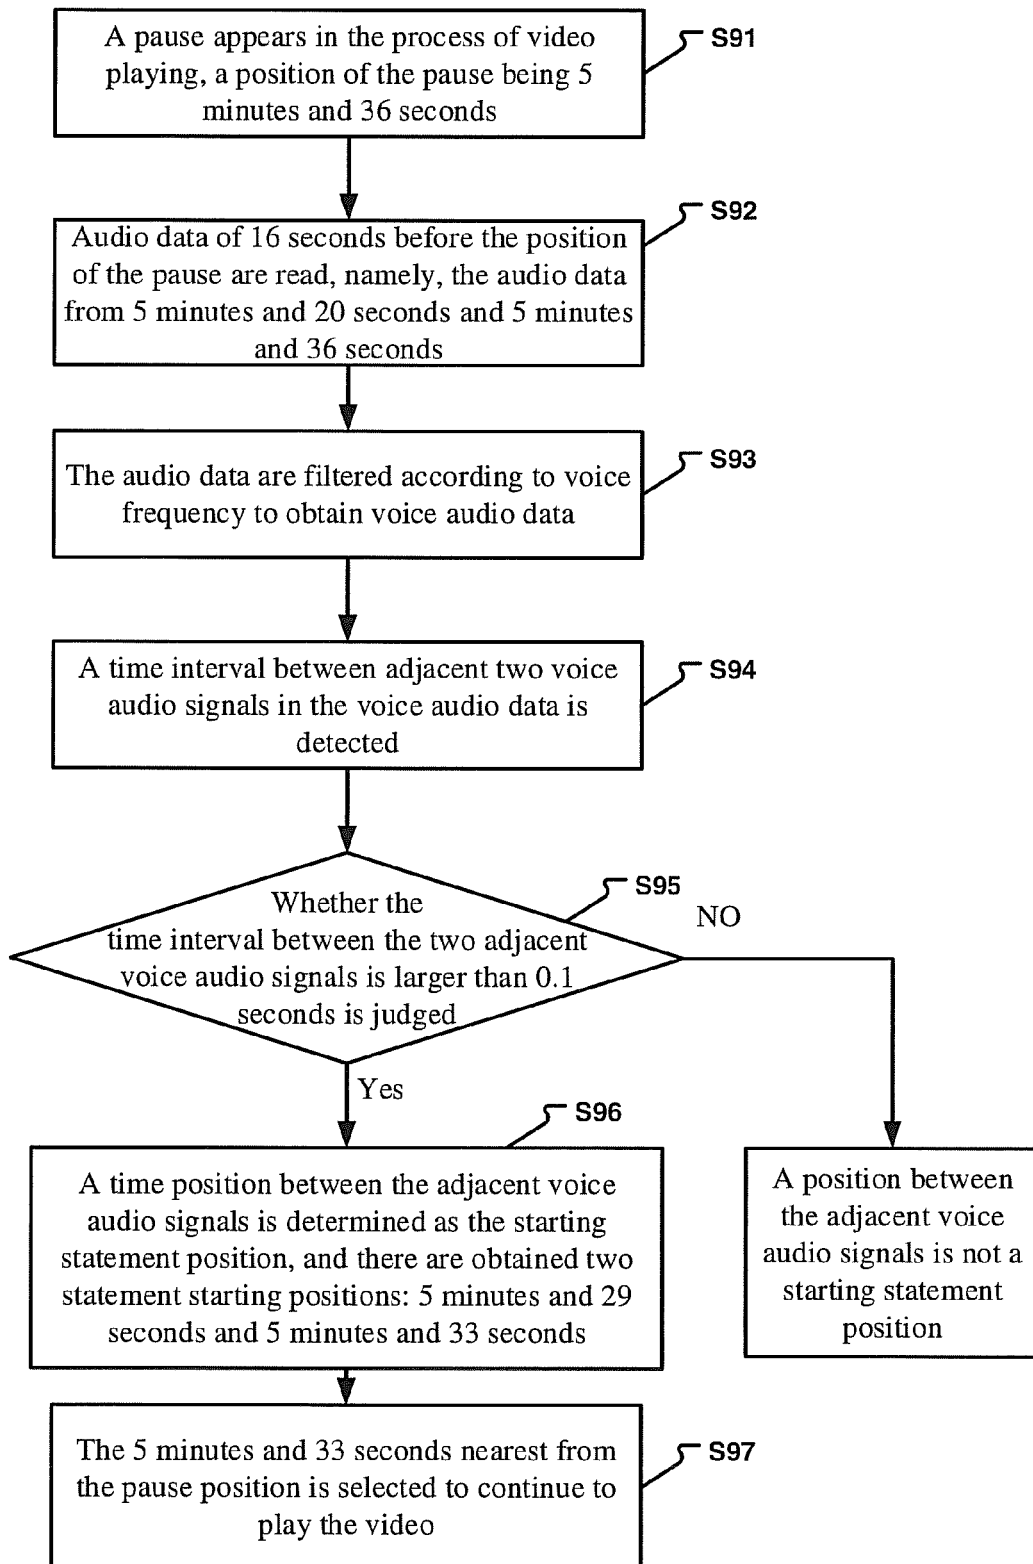 A pause appears in the process of video
playing, a position of the pause being 5
minutes and 36 seconds
S91
Audio data of 16 seconds before the position
of the pause are read, namely, the audio data
from 5 minutes and 20 seconds and 5 minutes
and 36 seconds
S92
The audio data are filtered according to voice
frequency to obtain voice audio data
S93
A time interval between adjacent two voice
audio signals in the voice audio data is
detected
S94
Whether the
time interval between the two adjacent
voice audio signals is larger than 0.1
seconds is judged
S95
NO
Yes
S96
A time position between the adjacent voice
audio signals is determined as the starting
statement position, and there are obtained two
statement starting positions: 5 minutes and 29
seconds and 5 minutes and 33 seconds
A position between
the adjacent voice
audio signals is not a
starting statement
position
The 5 minutes and 33 seconds nearest from
the pause position is selected to continue to
play the video
S97